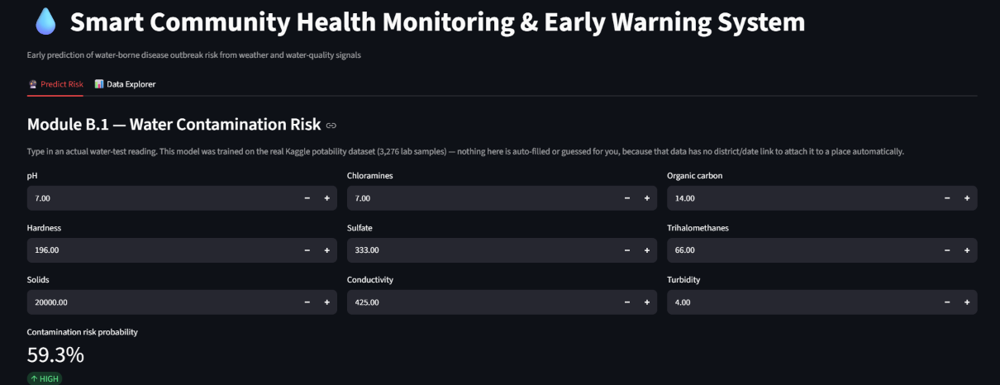 Smart Community Health Monitoring & Early Warning System
Early prediction of water-borne disease outbreak risk from weather and water-quality signals
Predict Risk Data Explorer
Module B.1 — Water Contamination Risk
Type in an actual water-test reading. This model was trained on the real Kaggle potability dataset (3,276 lab samples) — nothing here is auto-filled or guessed for you, because that data has no district/date link to attach it to a place automatically.
pH Chloramines Organic carbon
7.00 − + 7.00 − + 14.00 − +
Hardness Sulfate Trihalomethanes
196.00 − + 333.00 − + 66.00 − +
Solids Conductivity Turbidity
20000.00 − + 425.00 − + 4.00 − +
Contamination risk probability
59.3%
↑ HIGH